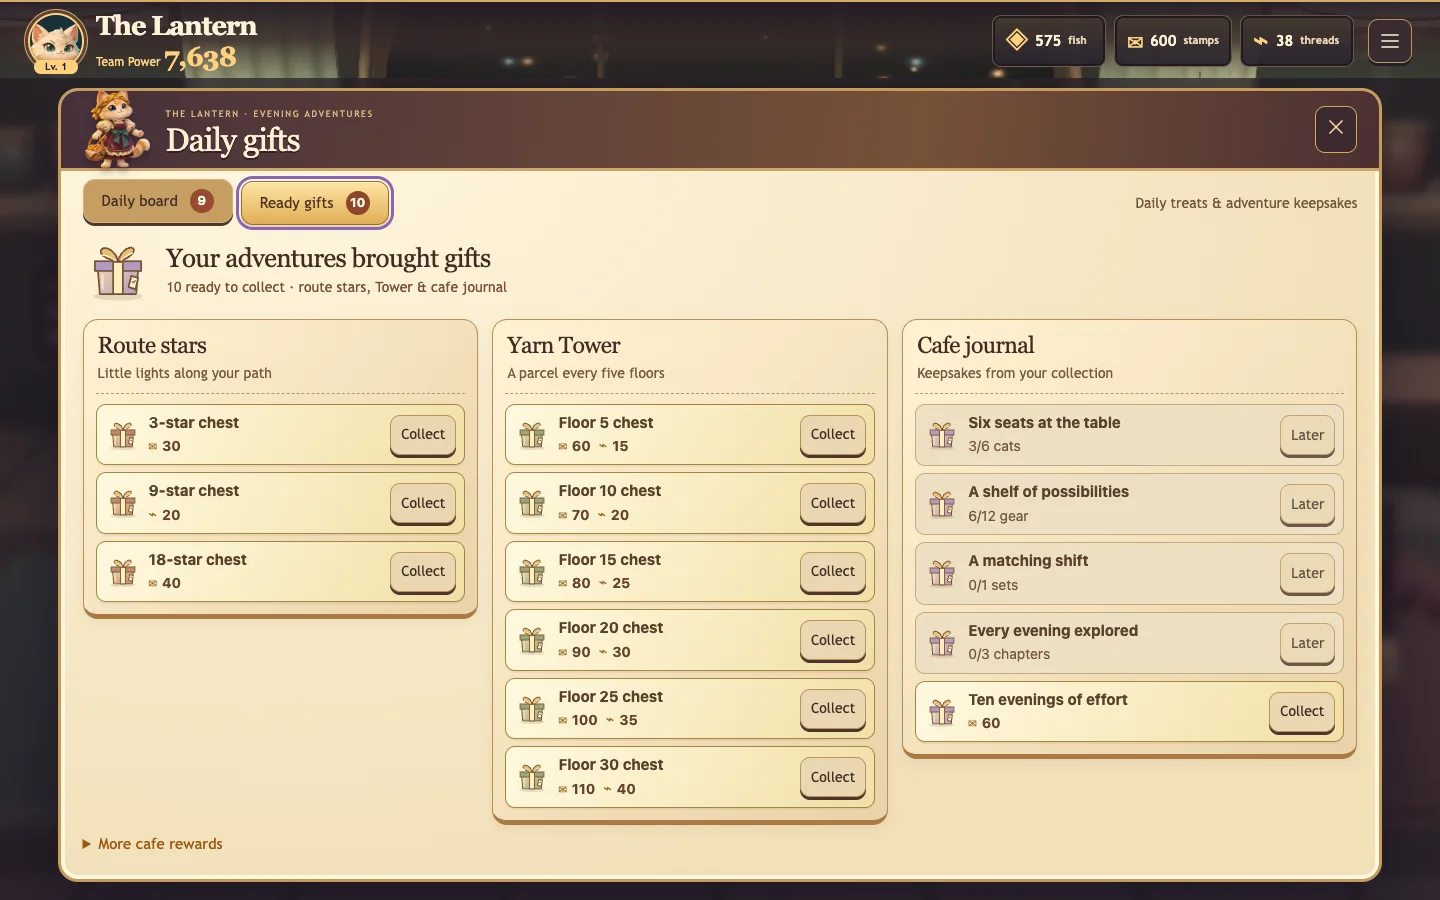 The Lantern
Team Power 7,638
Lv. 1
575 fish
600 stamps
38 threads
THE LANTERN · EVENING ADVENTURES
Daily gifts
Daily board 9
Ready gifts 10
Daily treats & adventure keepsakes
Your adventures brought gifts
10 ready to collect · route stars, Tower & cafe journal
Route stars
Little lights along your path
3-star chest
30
Collect
9-star chest
20
Collect
18-star chest
40
Collect
Yarn Tower
A parcel every five floors
Floor 5 chest
60 15
Collect
Floor 10 chest
70 20
Collect
Floor 15 chest
80 25
Collect
Floor 20 chest
90 30
Collect
Floor 25 chest
100 35
Collect
Floor 30 chest
110 40
Collect
Cafe journal
Keepsakes from your collection
Six seats at the table
3/6 cats
Later
A shelf of possibilities
6/12 gear
Later
A matching shift
0/1 sets
Later
Every evening explored
0/3 chapters
Later
Ten evenings of effort
60
Collect
More cafe rewards